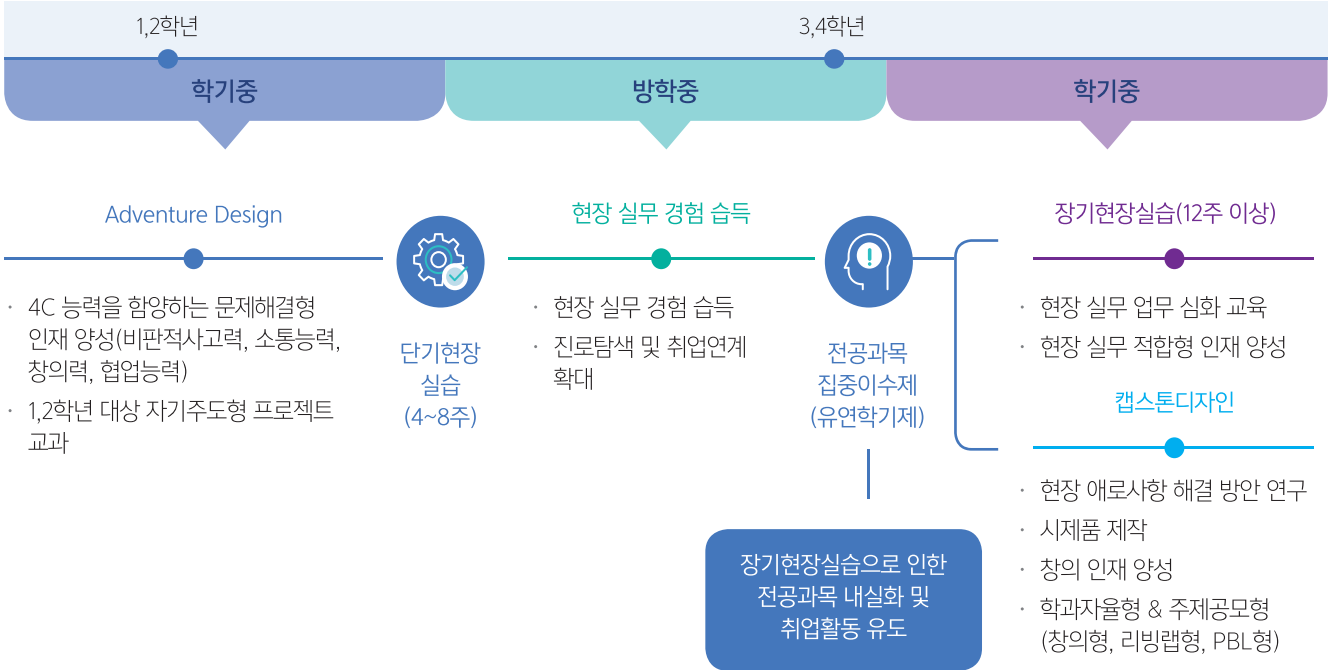 1,2학년
3,4학년
학기중
방학중
학기중
Adventure Design
· 4C 능력을 함양하는 문제해결형
인재 양성(비판적사고력, 소통능력,
창의력, 협업능력)
· 1,2학년 대상 자기주도형 프로젝트
교과
단기현장
실습
(4~8주)
현장 실무 경험 습득
· 현장 실무 경험 습득
· 진로탐색 및 취업연계
확대
전공과목
집중이수제
(유연학기제)
장기현장실습으로 인한
전공과목 내실화 및
취업활동 유도
장기현장실습(12주 이상)
· 현장 실무 업무 심화 교육
· 현장 실무 적합형 인재 양성
캡스톤디자인
· 현장 애로사항 해결 방안 연구
· 시제품 제작
· 창의 인재 양성
· 학과자율형 & 주제공모형
(창의형, 리빙랩형, PBL형)